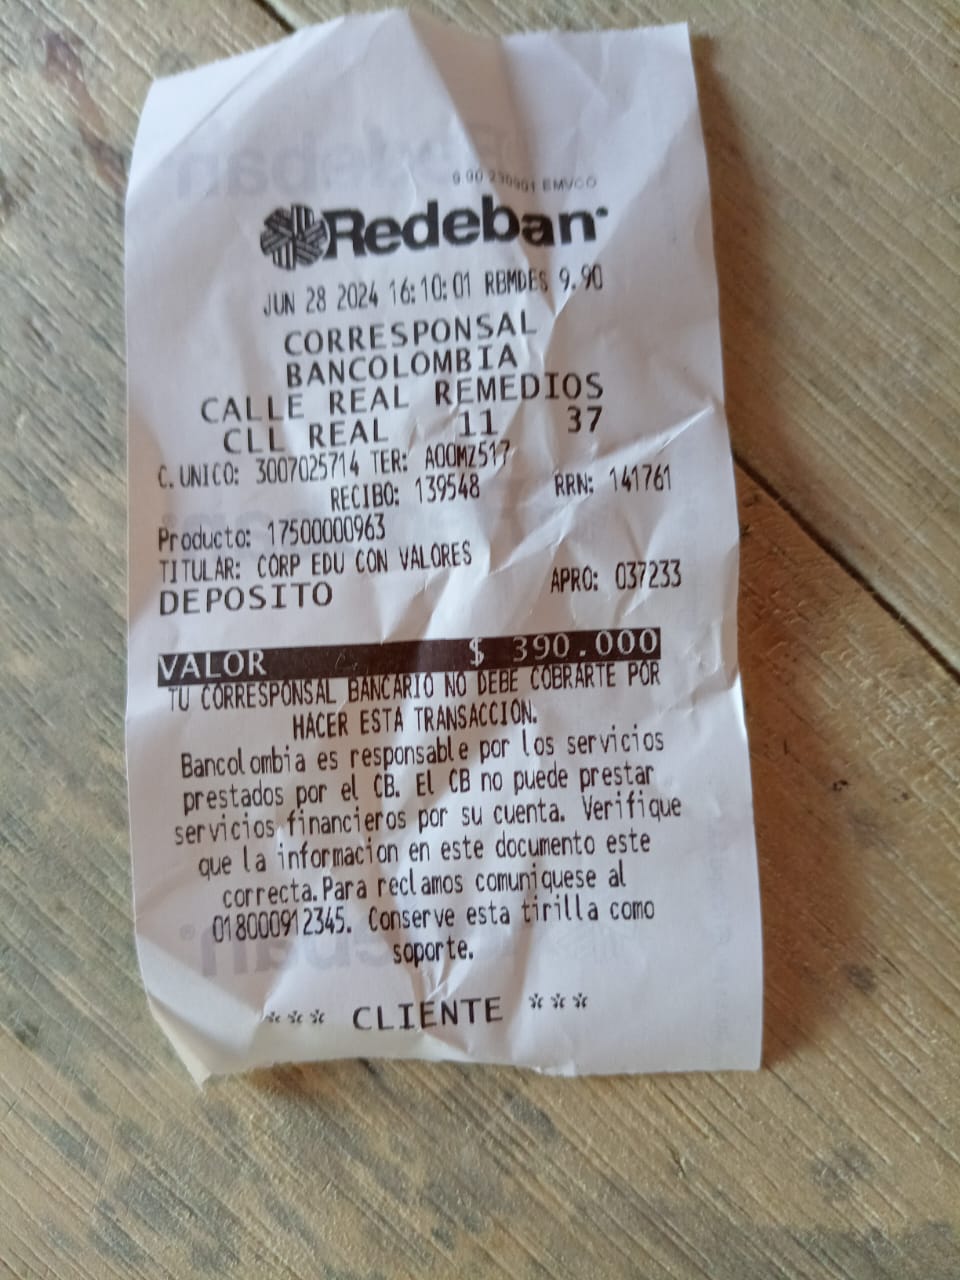 9.90 230901 EMVCO
Redeban
JUN 28 2024 16:10:01 RBMDES 9.90
CORRESPONSAL
BANCOLOMBIA
CALLE REAL REMEDIOS
CLL REAL 11 37
C. UNICO: 3007025714 TER: A00MZ517
RECIBO: 139548 RRN: 141761
Producto: 17500000963
TITULAR: CORP EDU CON VALORES
DEPOSITO APRO: 037233
VALOR $ 390.000
TU CORRESPONSAL BANCARIO NO DEBE COBRARTE POR
HACER ESTA TRANSACCION.
Bancolombia es responsable por los servicios
prestados por el CB. El CB no puede prestar
servicios financieros por su cuenta. Verifique
que la informacion en este documento este
correcta.Para reclamos comuniquese al
018000912345. Conserve esta tirilla como
soporte.
*** CLIENTE ***